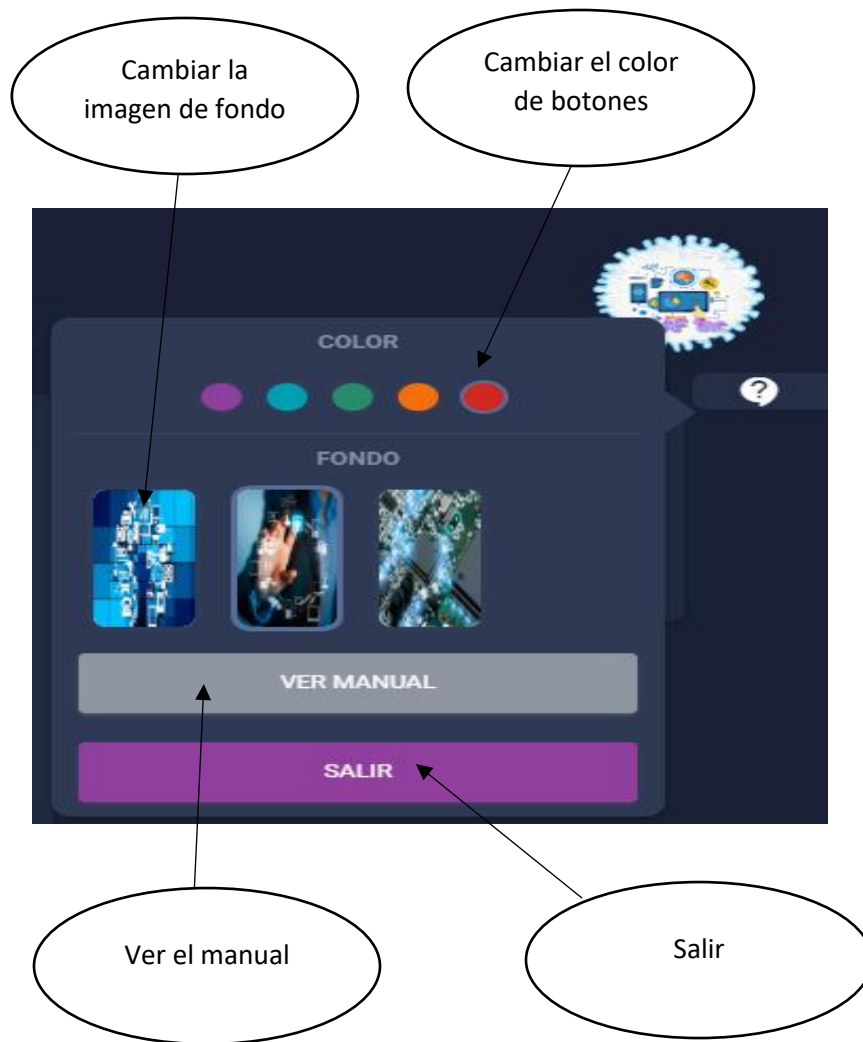 Cambiar la
imagen de fondo
Cambiar el color
de botones
COLOR
?
FONDO
VER MANUAL
SALIR
Ver el manual
Salir